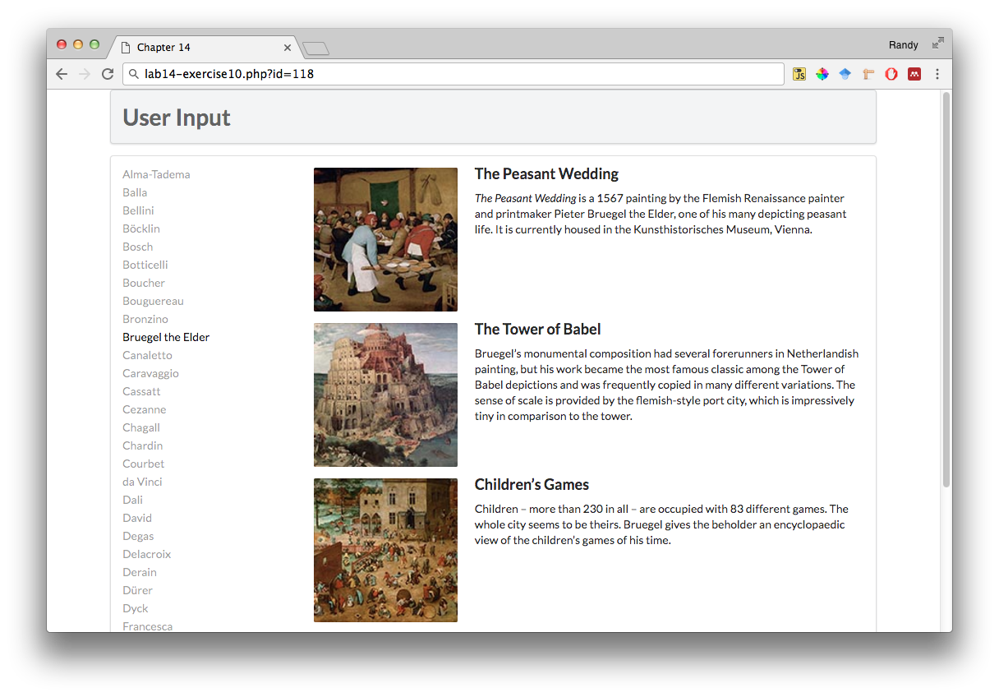 Chapter 14
Randy
lab14-exercise10.php?id=118
JS
User Input
Alma-Tadema
Balla
Bellini
Böcklin
Bosch
Botticelli
Boucher
Bouguereau
Bronzino
Bruegel the Elder
Canaletto
Caravaggio
Cassatt
Cezanne
Chagall
Chardin
Courbet
da Vinci
Dali
David
Degas
Delacroix
Derain
Dürer
Dyck
Francesca
The Peasant Wedding
The Peasant Wedding is a 1567 painting by the Flemish Renaissance painter
and printmaker Pieter Bruegel the Elder, one of his many depicting peasant
life. It is currently housed in the Kunsthistorisches Museum, Vienna.
The Tower of Babel
Bruegel’s monumental composition had several forerunners in Netherlandish
painting, but his work became the most famous classic among the Tower of
Babel depictions and was frequently copied in many different variations. The
sense of scale is provided by the flemish-style port city, which is impressively
tiny in comparison to the tower.
Children’s Games
Children – more than 230 in all – are occupied with 83 different games. The
whole city seems to be theirs. Bruegel gives the beholder an encyclopaedic
view of the children’s games of his time.